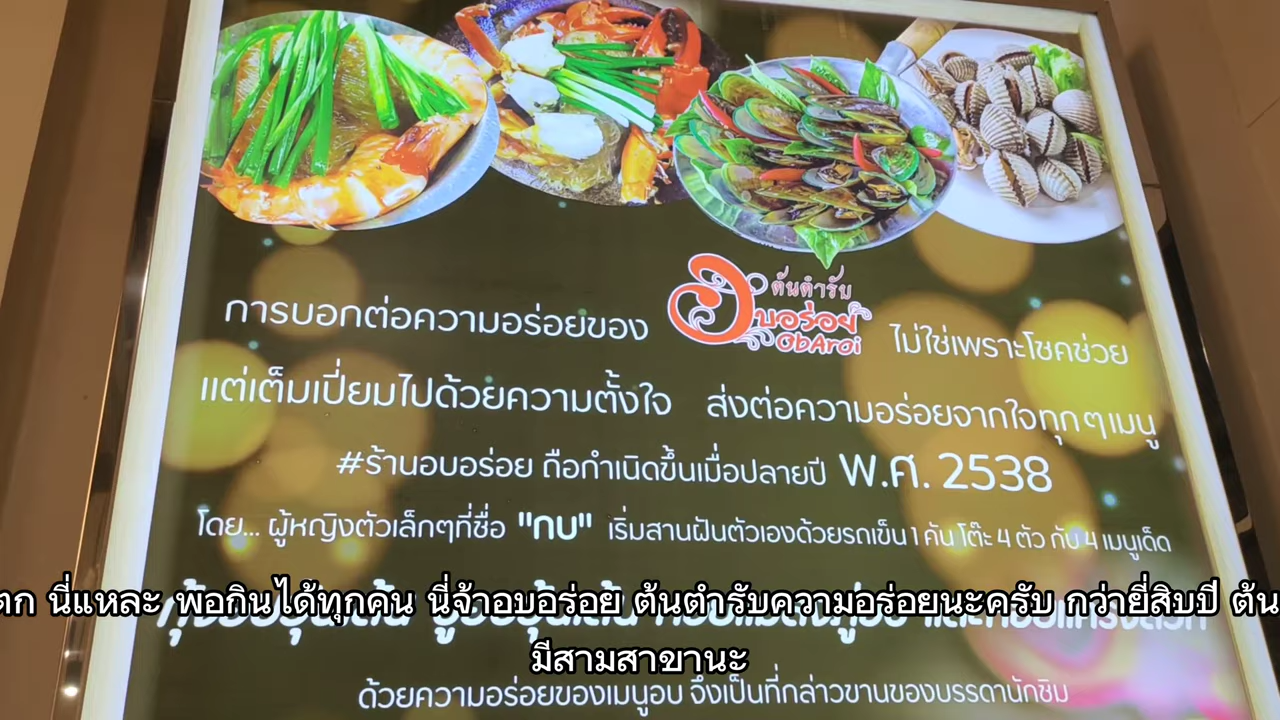 การบอกต่อความอร่อยของ ต้นตำรับ อบอร่อย ObAroi ไม่ใช่เพราะโชคช่วย
แต่เต็มเปี่ยมไปด้วยความตั้งใจ ส่งต่อความอร่อยจากใจทุกๆเมนู
#ร้านอบอร่อย ถือกำเนิดขึ้นเมื่อปลายปี พ.ศ. 2538
โดย... ผู้หญิงตัวเล็กๆที่ชื่อ "กบ" เริ่มสานฝันตัวเองด้วยรถเข็น 1 คัน โต๊ะ 4 ตัว กับ 4 เมนูเด็ด
นี่แหละ พ้อกินได้ทุกคัน นี่จ้าอบอร่อย ต้นตำรับความอร่อยนะครับ กว่ายี่สิบปี ต้น
มีสามสาขานะ
ด้วยความอร่อยของเมนูอบ จึงเป็นที่กล่าวขานของบรรดานักชิม